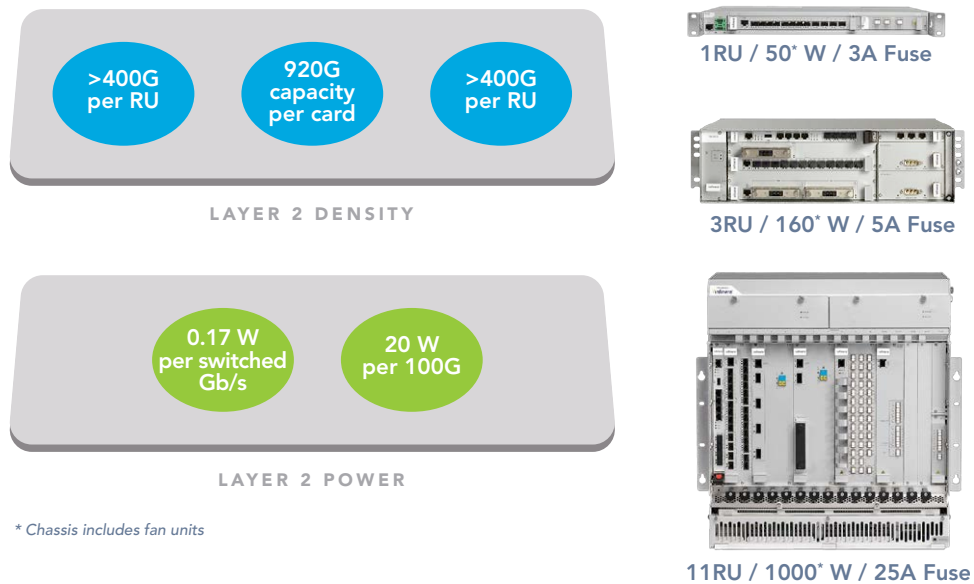 >400G
per RU
920G
capacity
per card
>400G
per RU
LAYER 2 DENSITY
0.17 W
per switched
Gb/s
20 W
per 100G
LAYER 2 POWER
* Chassis includes fan units
1RU / 50* W / 3A Fuse
3RU / 160* W / 5A Fuse
11RU / 1000* W / 25A Fuse